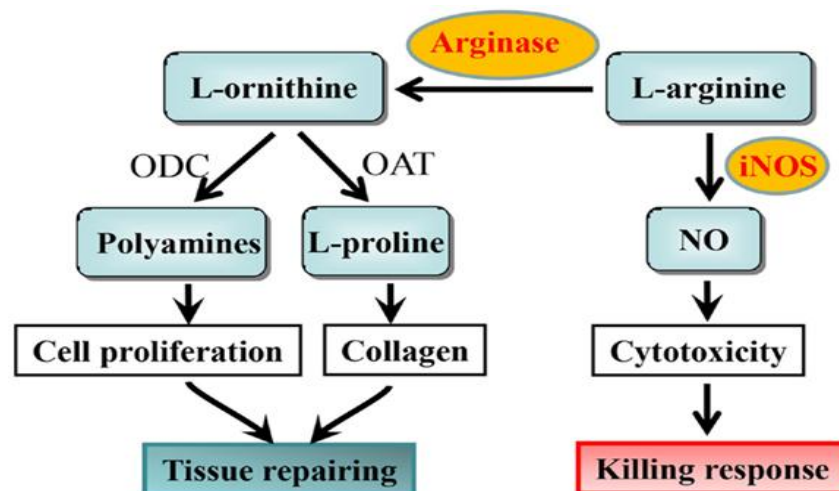 Arginase
L-ornithine
L-arginine
ODC
OAT
iNOS
Polyamines
L-proline
NO
Cell proliferation
Collagen
Cytotoxicity
Tissue repairing
Killing response